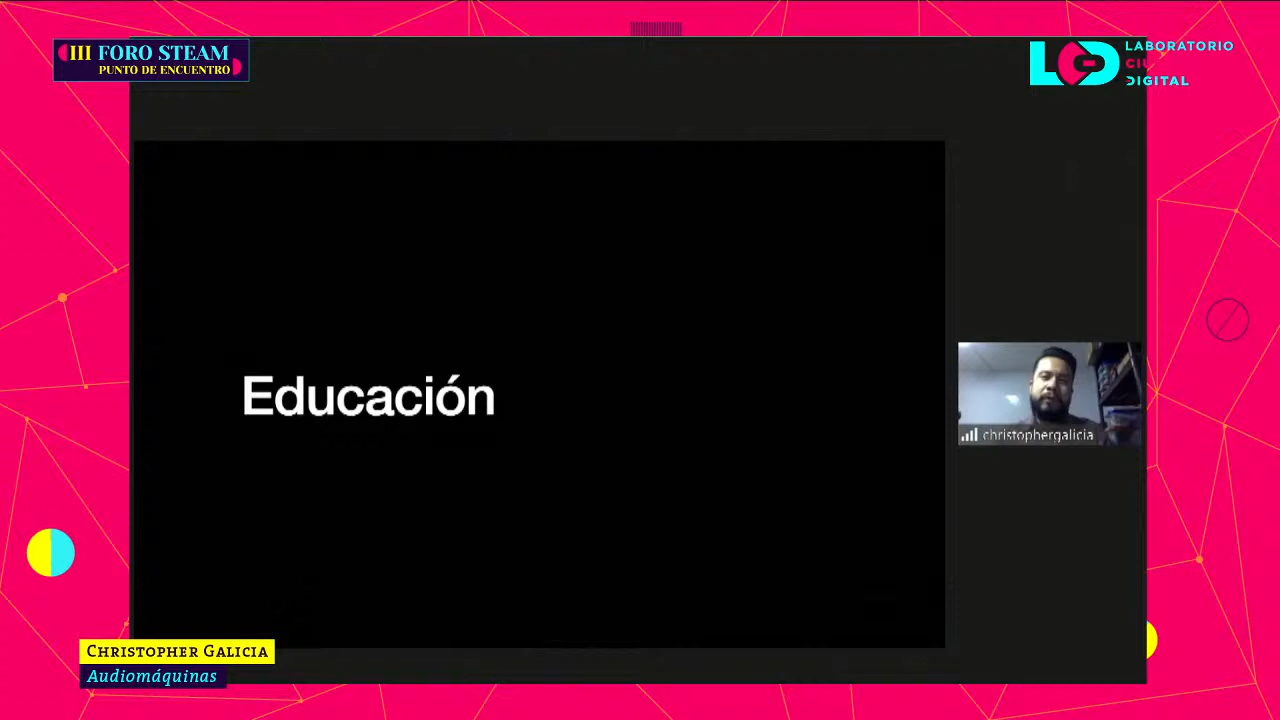 III FORO STEAM
PUNTO DE ENCUENTRO
LABORATORIO
DIGITAL
Educación
christophergalicia
CHRISTOPHER GALICIA
Audiomáquinas